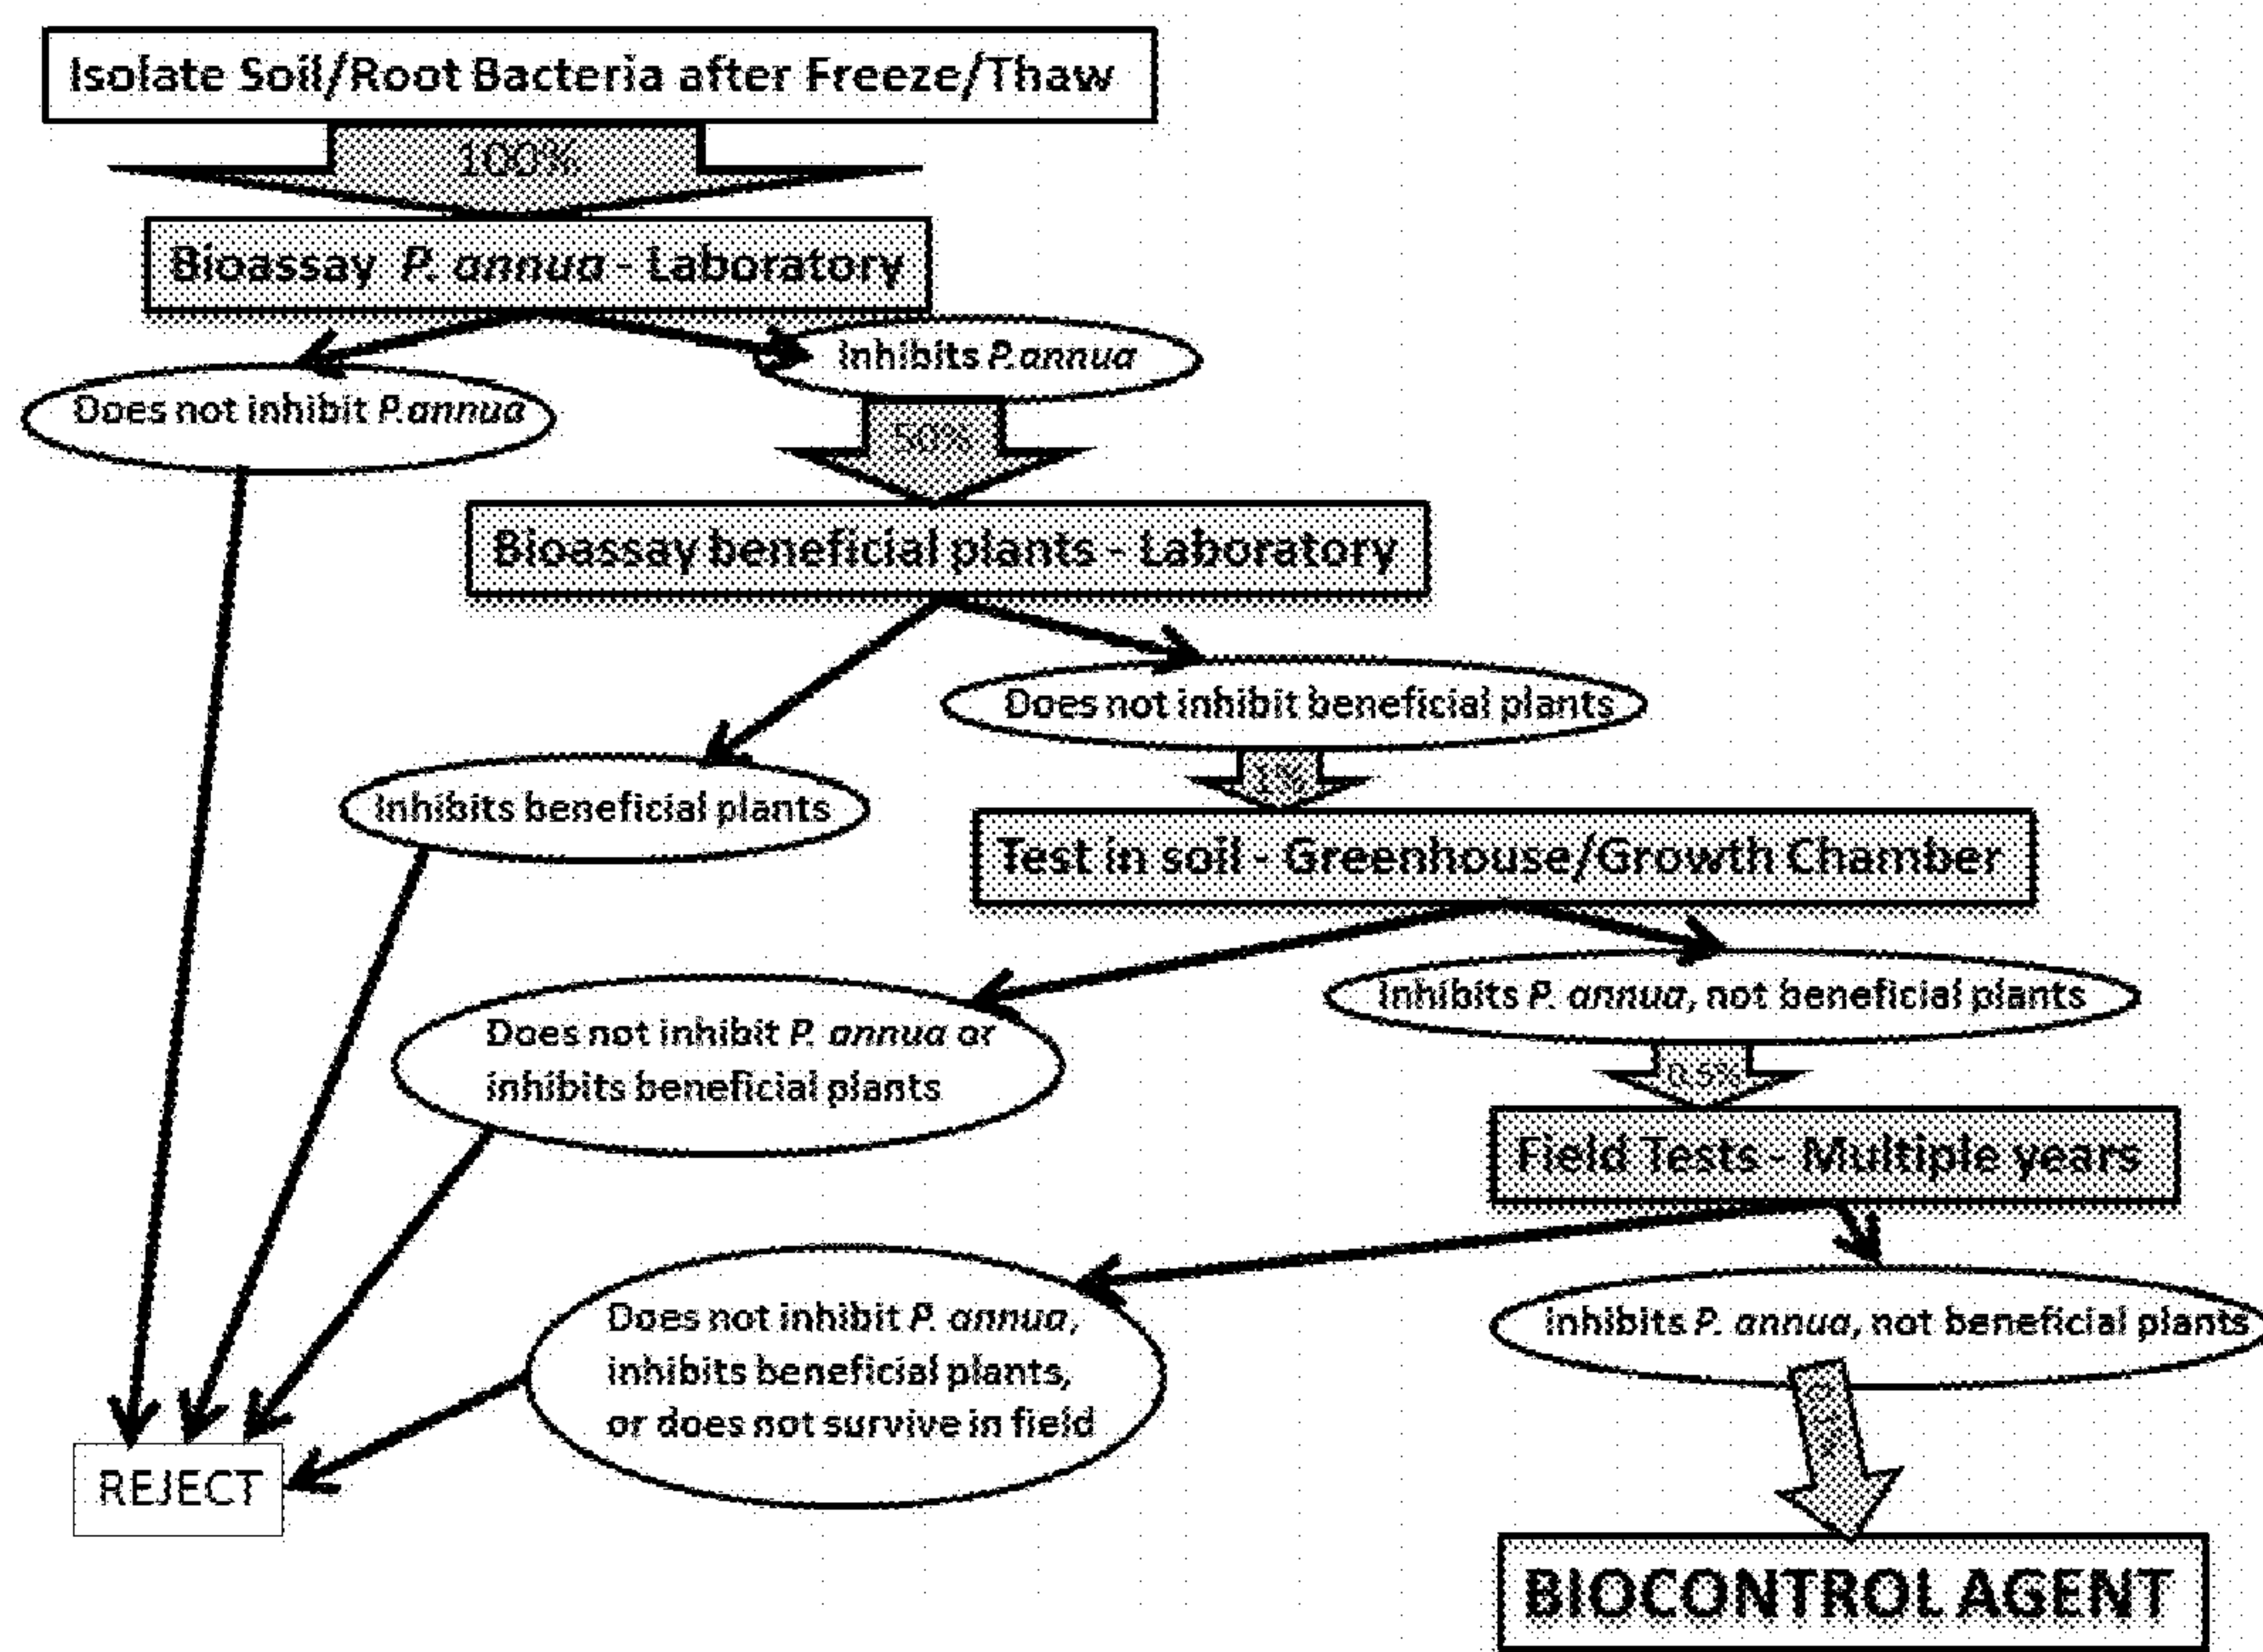 Isolate Soil/Root Bacteria after Freeze/Thaw
100%
Bioassay P. annua - Laboratory
Inhibits P.annua
Does not inhibit P.annua
50%
Bioassay beneficial plants - Laboratory
Does not inhibit beneficial plants
1%
Inhibits beneficial plants
Test in soil - Greenhouse/Growth Chamber
Inhibits P. annua, not beneficial plants
Does not inhibit P. annua or
inhibits beneficial plants
0.5%
Field Tests - Multiple years
Does not inhibit P. annua,
inhibits beneficial plants,
or does not survive in field
inhibits P. annua, not beneficial plants
REJECT
BIOCONTROL AGENT